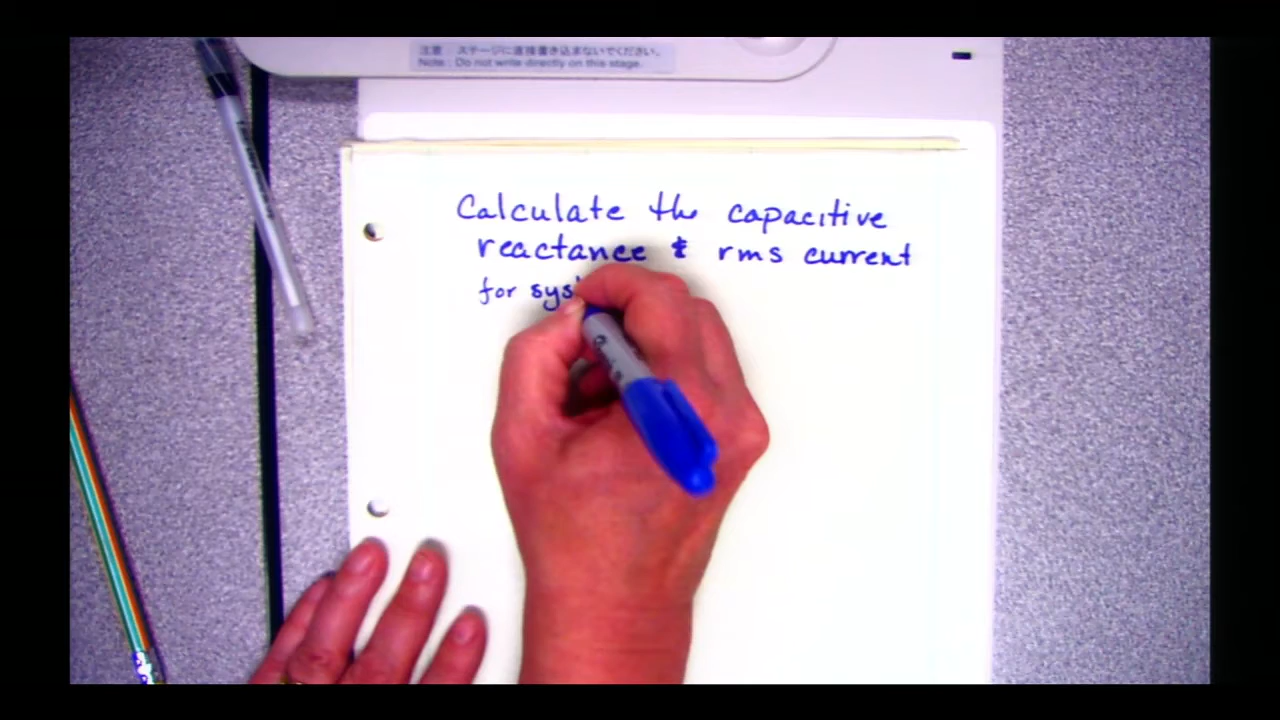 注意 : ステージに直接書き込まないでください。
Note : Do not write directly on this stage.
Calculate the capacitive
reactance & rms current
for sys